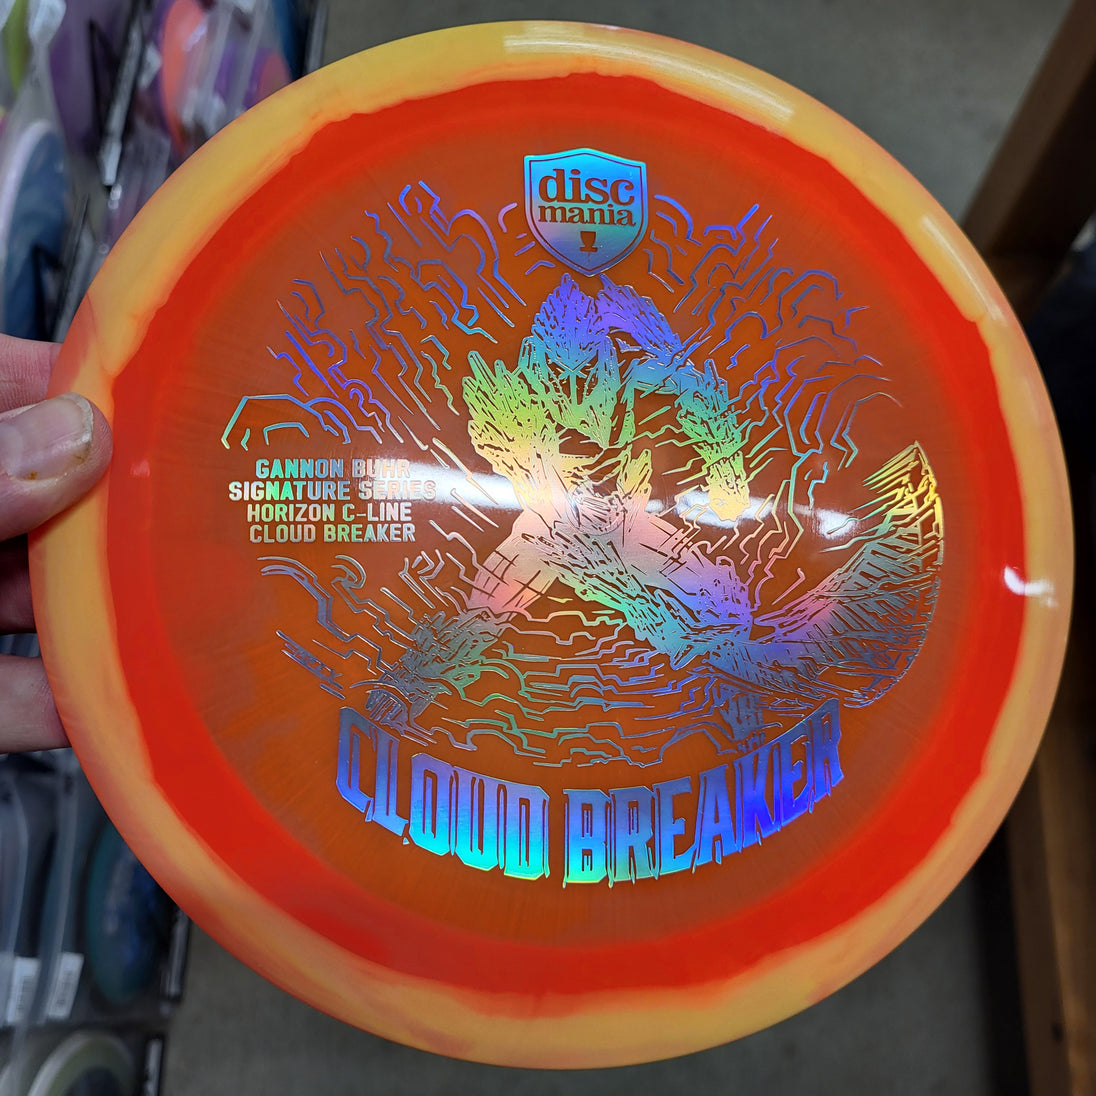 disc
mania
GANNON BUHR
SIGNATURE SERIES
HORIZON C-LINE
CLOUD BREAKER
CLOUD BREAKER